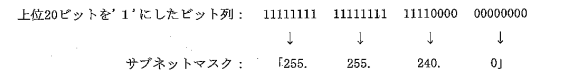 上位20ビットを'1'にしたビット列： 11111111 11111111 11110000 00000000
↓ ↓ ↓ ↓
サブネットマスク： 「255. 255. 240. 0」